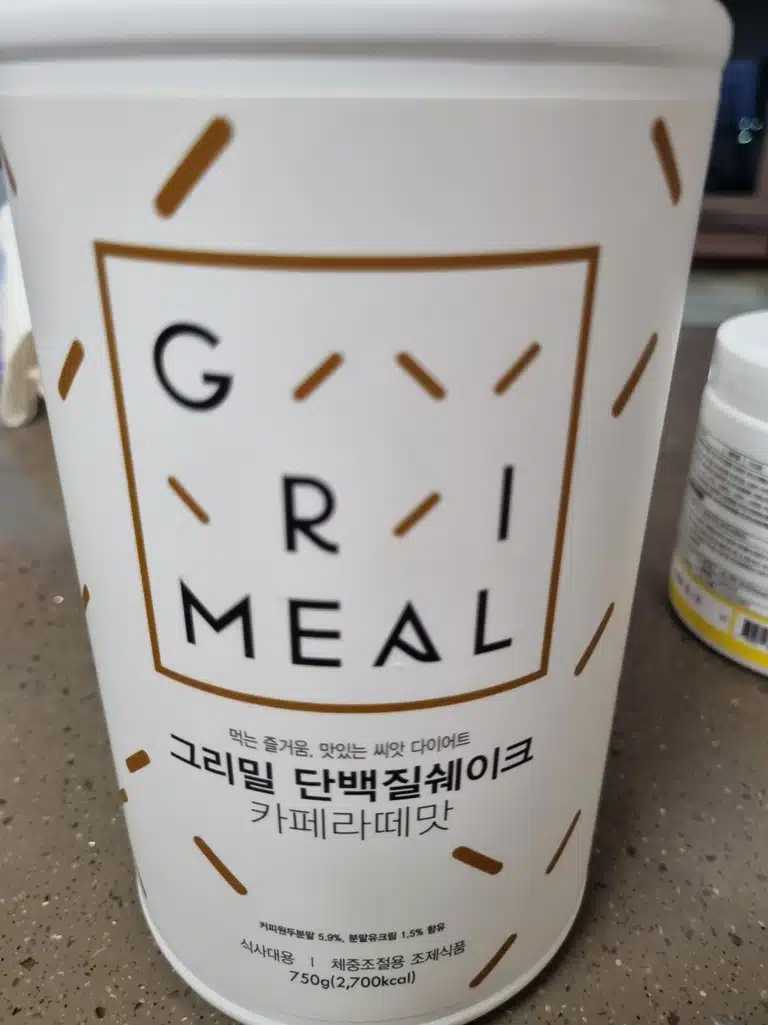 G
R I
MEAL
먹는 즐거움, 맛있는 씨앗 다이어트
그리밀 단백질쉐이크
카페라떼맛
커피원두분말 5.9%, 분말유크림 1.5% 함유
식사대용 | 체중조절용 조제식품
750g(2,700kcal)